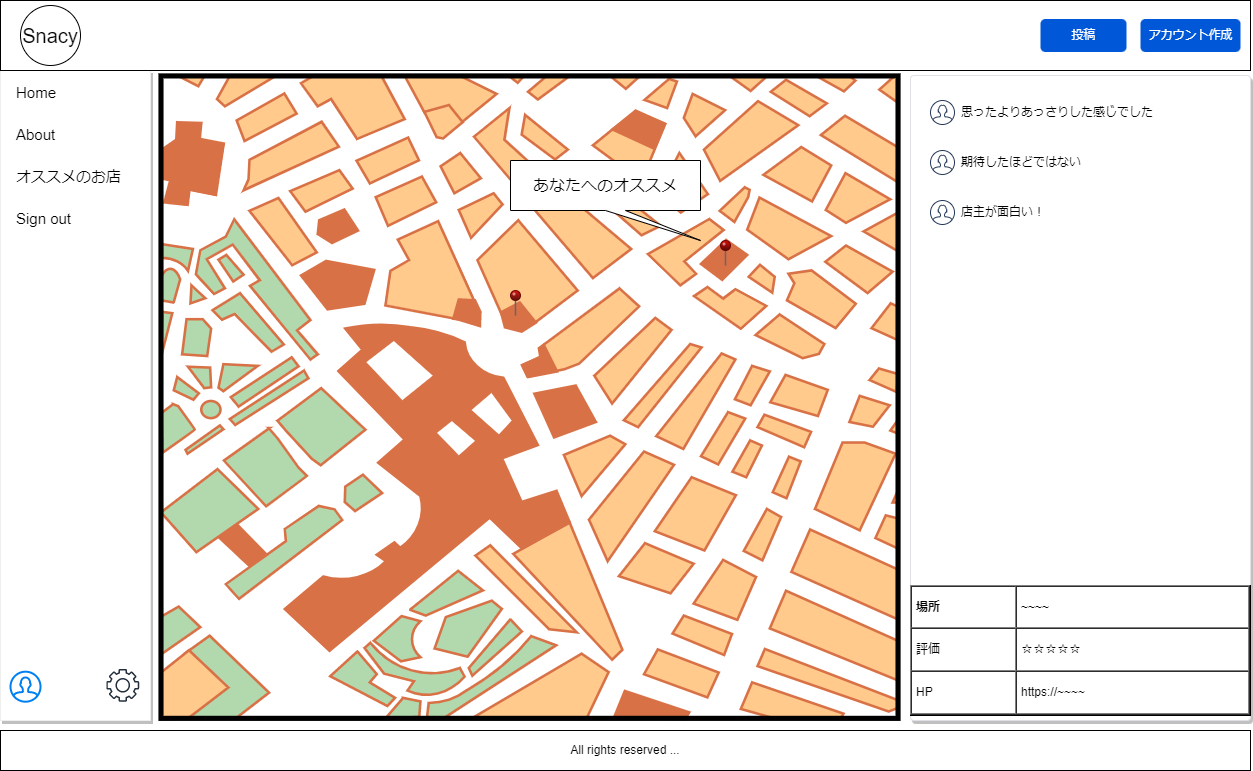 Snacy
投稿
アカウント作成
Home
About
オススメのお店
Sign out
あなたへのオススメ
思ったよりあっさりした感じでした
期待したほどではない
店主が面白い！
場所 ~~~~
評価 ☆☆☆☆☆
HP https://~~~~
All rights reserved ...